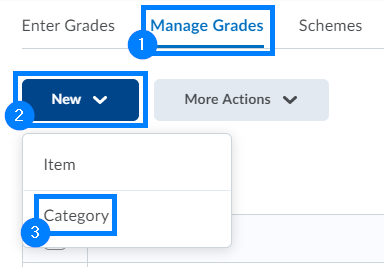 Enter Grades Manage Grades Schemes
1
2 New More Actions
Item
Category
3